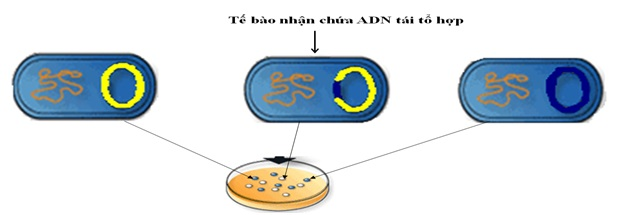 Tế bào nhận chứa ADN tái tổ hợp